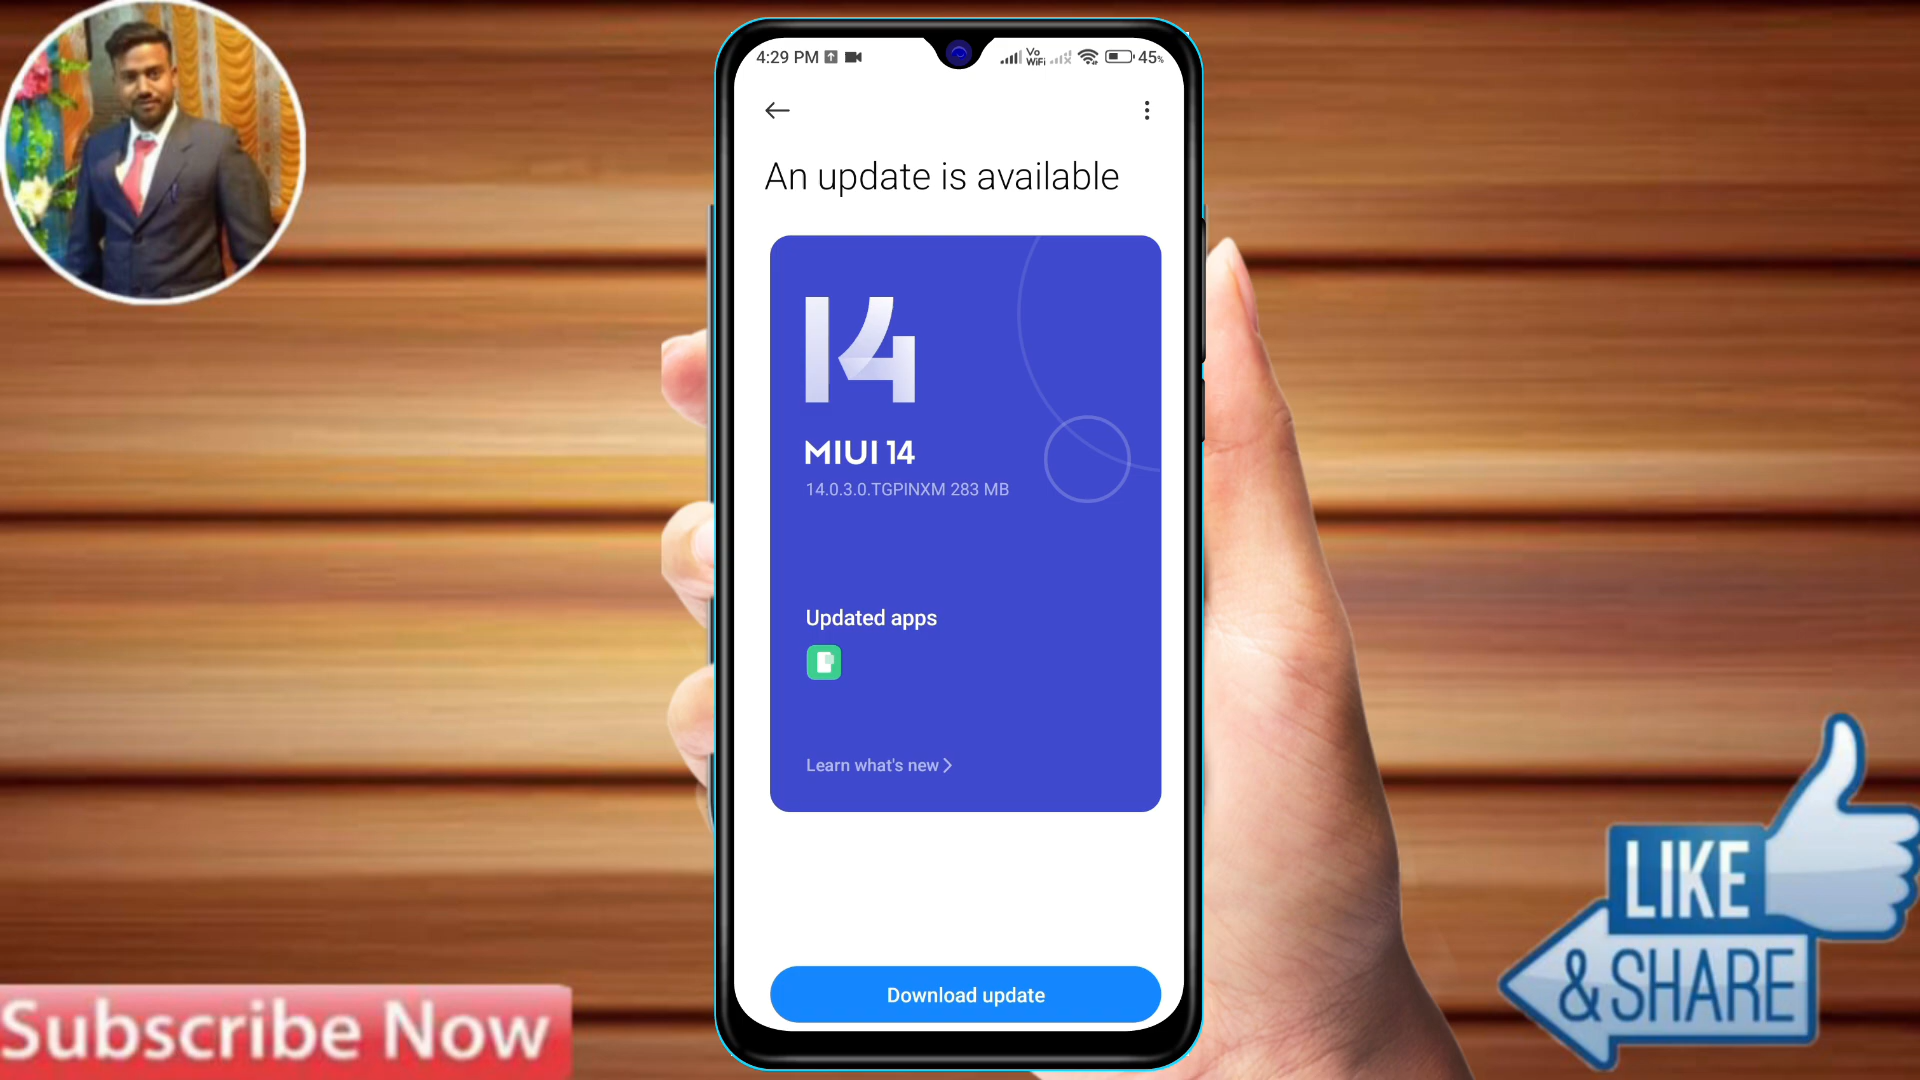 4:29 PM
Vo
WiFi
45%
An update is available
14
MIUI 14
14.0.3.0.TGPINXM 283 MB
Updated apps
Learn what's new
Download update
LIKE
& SHARE
Subscribe Now